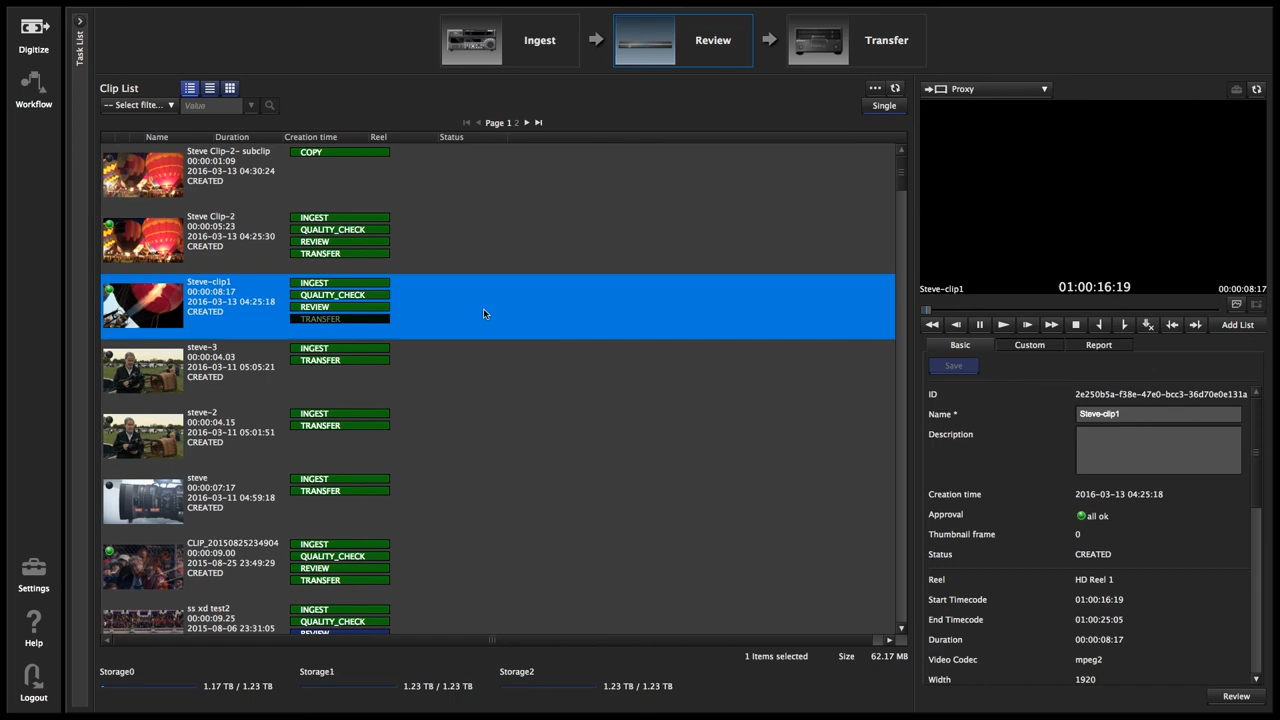 Digitize
Workflow
Settings
Help
Logout
Task List
Ingest
Review
Transfer
Clip List
-- Select filte...
Value
Single
Page 1 2
Name Duration Creation time Reel Status
Steve Clip-2- subclip
00:00:01:09
2016-03-13 04:30:24
CREATED
COPY
Steve Clip-2
00:00:05:23
2016-03-13 04:25:30
CREATED
INGEST
QUALITY_CHECK
REVIEW
TRANSFER
Steve-clip1
00:00:08:17
2016-03-13 04:25:18
CREATED
INGEST
QUALITY_CHECK
REVIEW
TRANSFER
steve-3
00:00:04.03
2016-03-11 05:05:21
CREATED
INGEST
TRANSFER
steve-2
00:00:04.15
2016-03-11 05:01:51
CREATED
INGEST
TRANSFER
steve
00:00:07:17
2016-03-11 04:59:18
CREATED
INGEST
TRANSFER
CLIP_20150825234904
00:00:09.00
2015-08-25 23:49:29
CREATED
INGEST
QUALITY_CHECK
REVIEW
TRANSFER
ss xd test2
00:00:09.25
2015-08-06 23:31:05
INGEST
QUALITY_CHECK
REVIEW
1 Items selected Size 62.17 MB
Storage0
1.17 TB / 1.23 TB
Storage1
1.23 TB / 1.23 TB
Storage2
1.23 TB / 1.23 TB
Proxy
Steve-clip1 01:00:16:19 00:00:08:17
Add List
Basic Custom Report
Save
ID 2e250b5a-f38e-47e0-bcc3-36d70e0e131a
Name * Steve-clip1
Description
Creation time 2016-03-13 04:25:18
Approval all ok
Thumbnail frame 0
Status CREATED
Reel HD Reel 1
Start Timecode 01:00:16:19
End Timecode 01:00:25:05
Duration 00:00:08:17
Video Codec mpeg2
Width 1920
Review